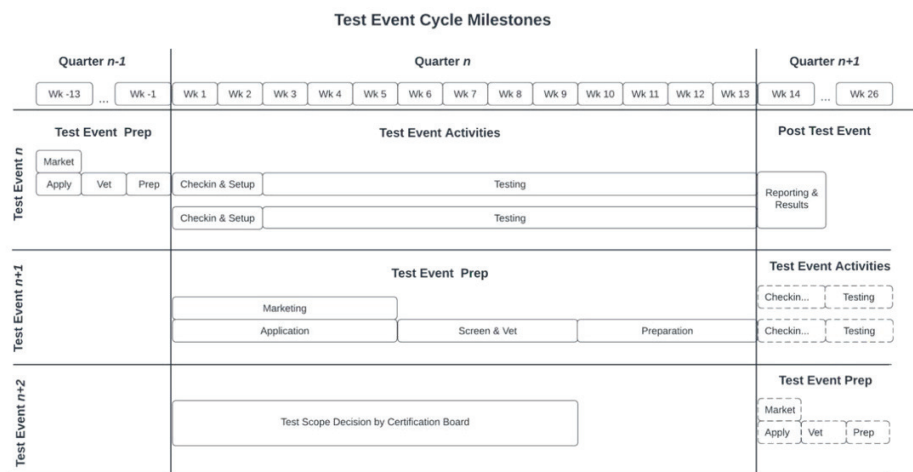 Test Event Cycle Milestones
Quarter n-1
Quarter n
Quarter n+1
Wk -13
...
Wk -1
Wk 1
Wk 2
Wk 3
Wk 4
Wk 5
Wk 6
Wk 7
Wk 8
Wk 9
Wk 10
Wk 11
Wk 12
Wk 13
Wk 14
...
Wk 26
Test Event n
Test Event Prep
Test Event Activities
Post Test Event
Market
Apply
Vet
Prep
Checkin & Setup
Testing
Checkin & Setup
Testing
Reporting &
Results
Test Event n+1
Test Event Prep
Test Event Activities
Marketing
Application
Screen & Vet
Preparation
Checkin...
Testing
Checkin...
Testing
Test Event n+2
Test Scope Decision by Certification Board
Test Event Prep
Market
Apply
Vet
Prep